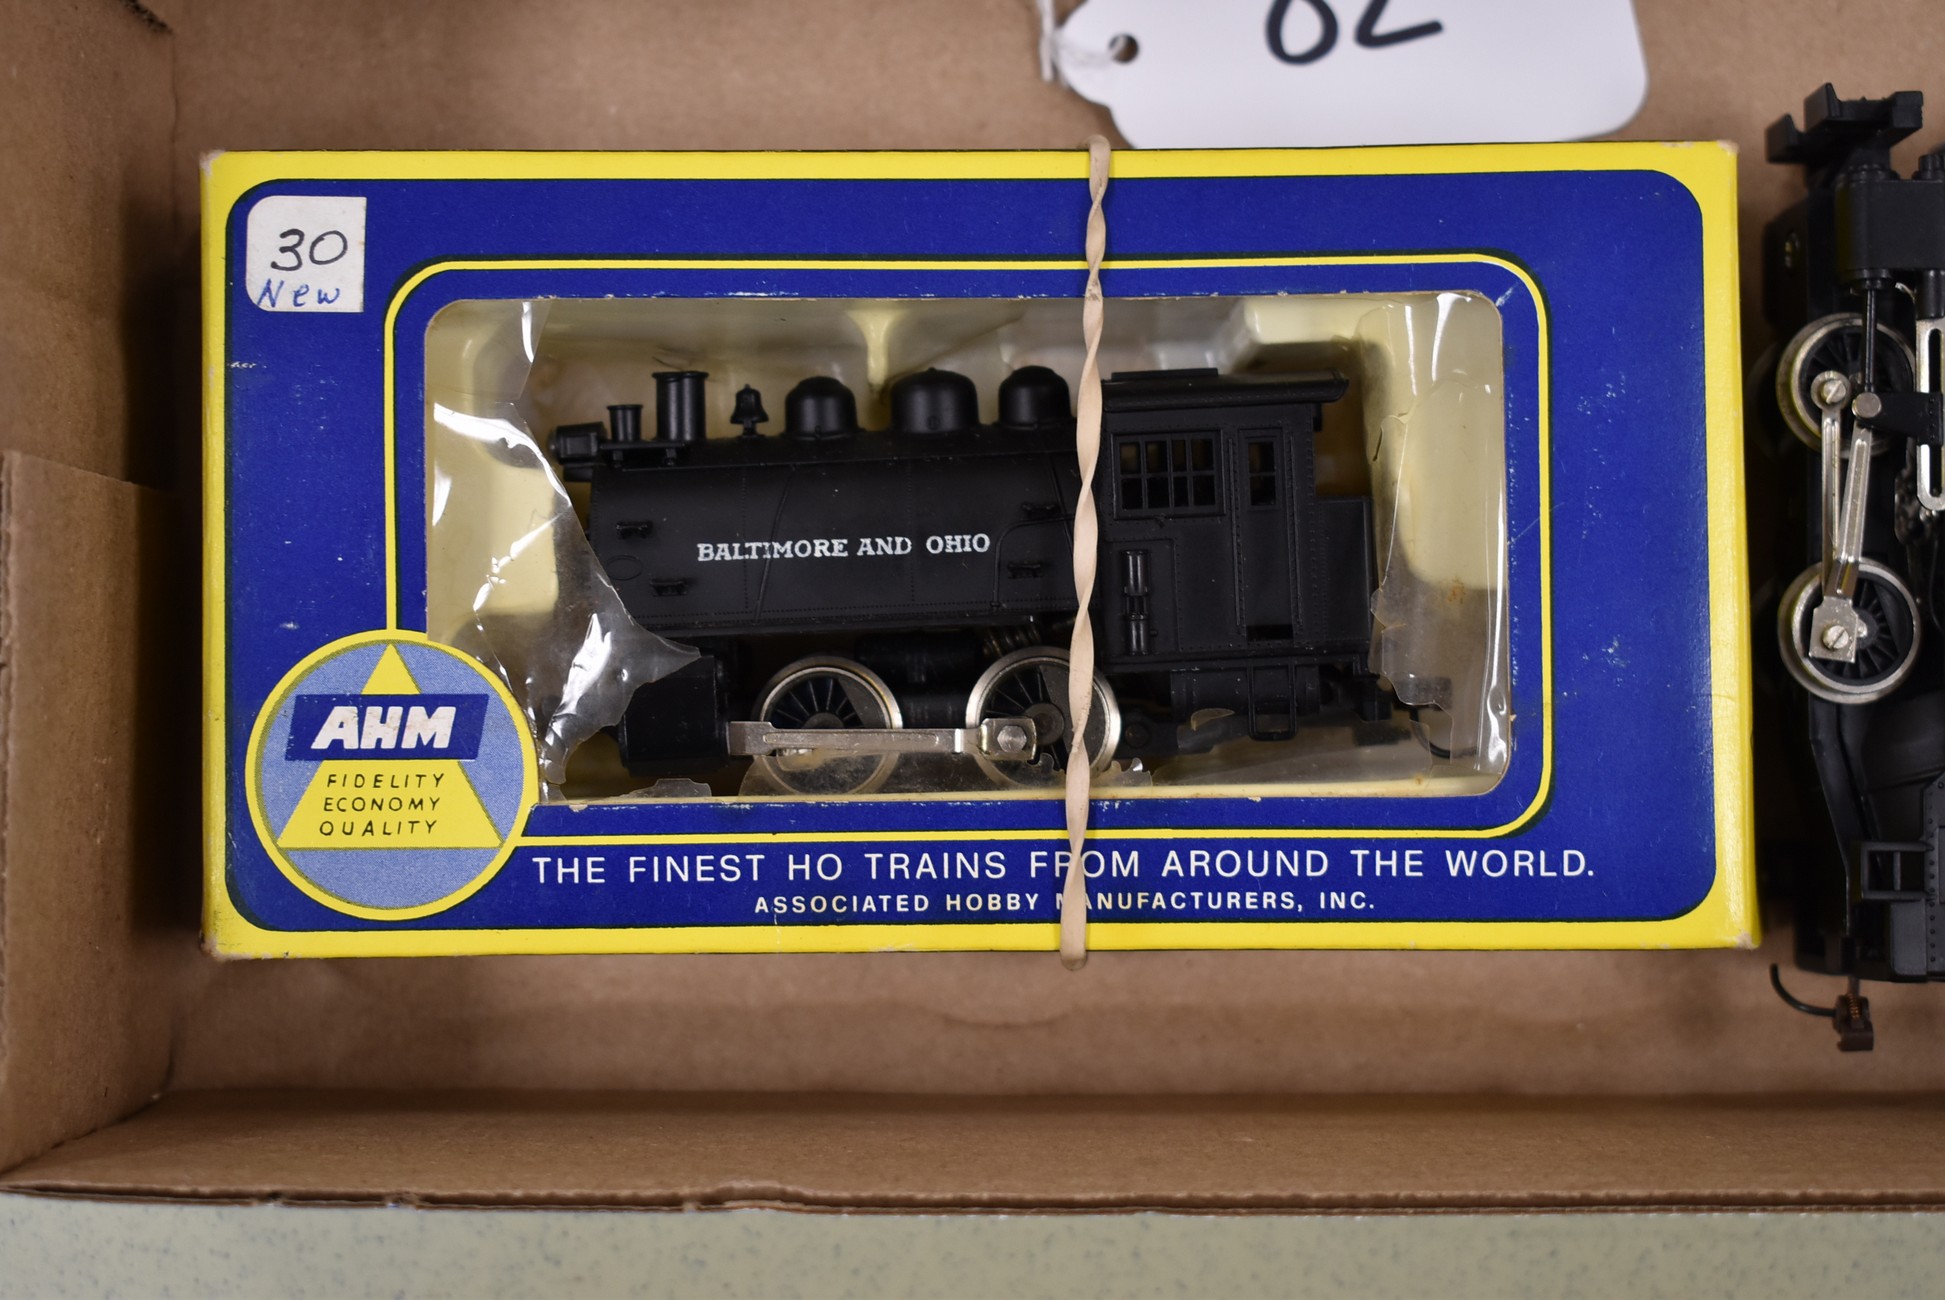 30
New
BALTIMORE AND OHIO
AHM
FIDELITY
ECONOMY
QUALITY
THE FINEST HO TRAINS FROM AROUND THE WORLD.
ASSOCIATED HOBBY MANUFACTURERS, INC.